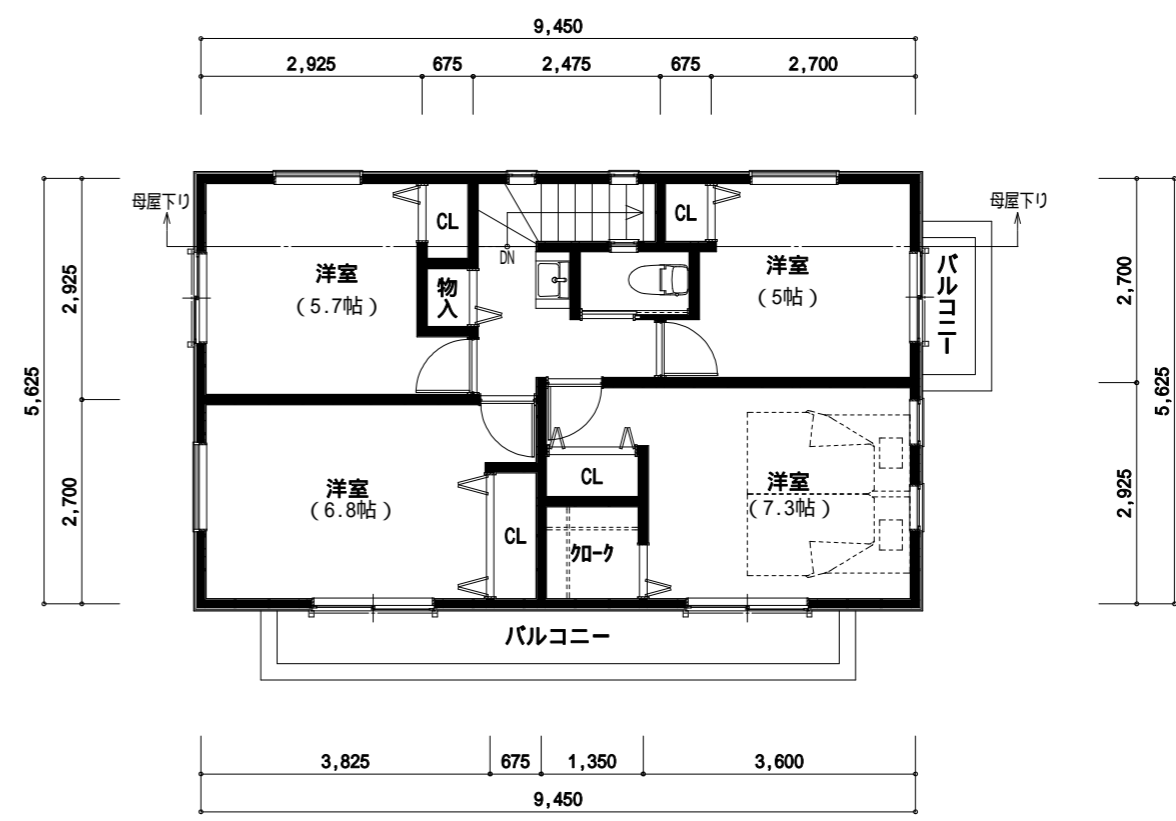 9,450
2,925
675
2,475
675
2,700
母屋下り
母屋下り
5,625
2,925
2,700
2,700
2,925
5,625
CL
CL
DN
洋室
(5.7帖)
物入
洋室
(5帖)
バルコニー
洋室
(6.8帖)
CL
CL
クローク
洋室
(7.3帖)
バルコニー
3,825
675
1,350
3,600
9,450